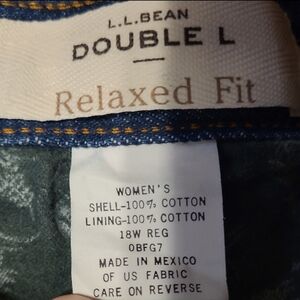 L.L.BEAN
DOUBLE L
Relaxed Fit
WOMEN'S
SHELL-100% COTTON
LINING-100% COTTON
18W REG
0BFG7
MADE IN MEXICO
OF US FABRIC
CARE ON REVERSE